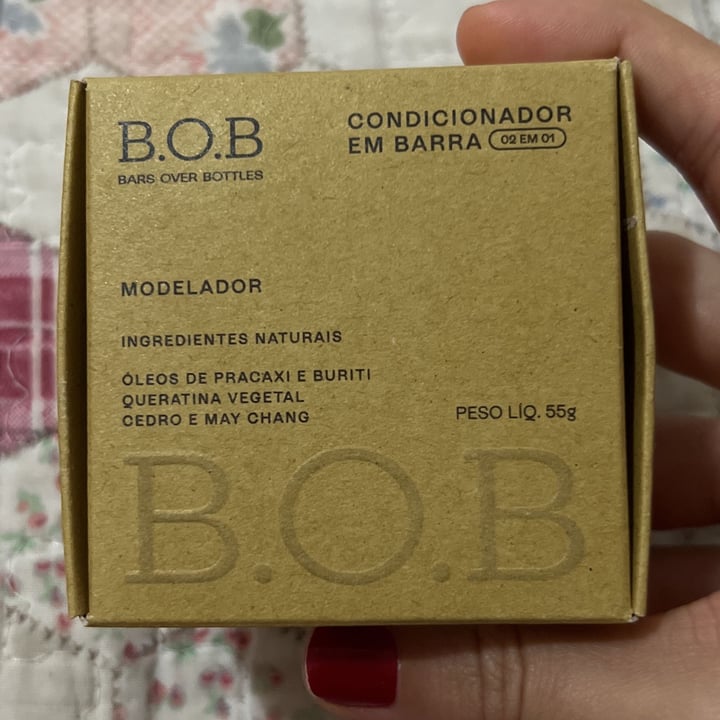 B.O.B
BARS OVER BOTTLES
CONDICIONADOR
EM BARRA 02 EM 01
MODELADOR
INGREDIENTES NATURAIS
ÓLEOS DE PRACAXI E BURITI
QUERATINA VEGETAL
CEDRO E MAY CHANG
PESO LÍQ. 55g
B.O.B